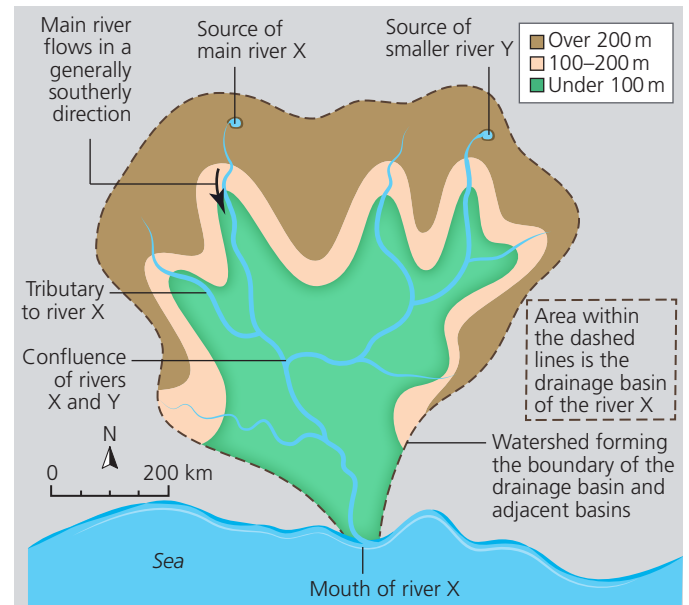 Main river
flows in a
generally
southerly
direction
Source of
main river X
Source of
smaller river Y
Over 200 m
100–200 m
Under 100 m
Tributary
to river X
Confluence
of rivers
X and Y
Area within
the dashed
lines is the
drainage basin
of the river X
N
0 200 km
Watershed forming
the boundary of the
drainage basin and
adjacent basins
Sea
Mouth of river X